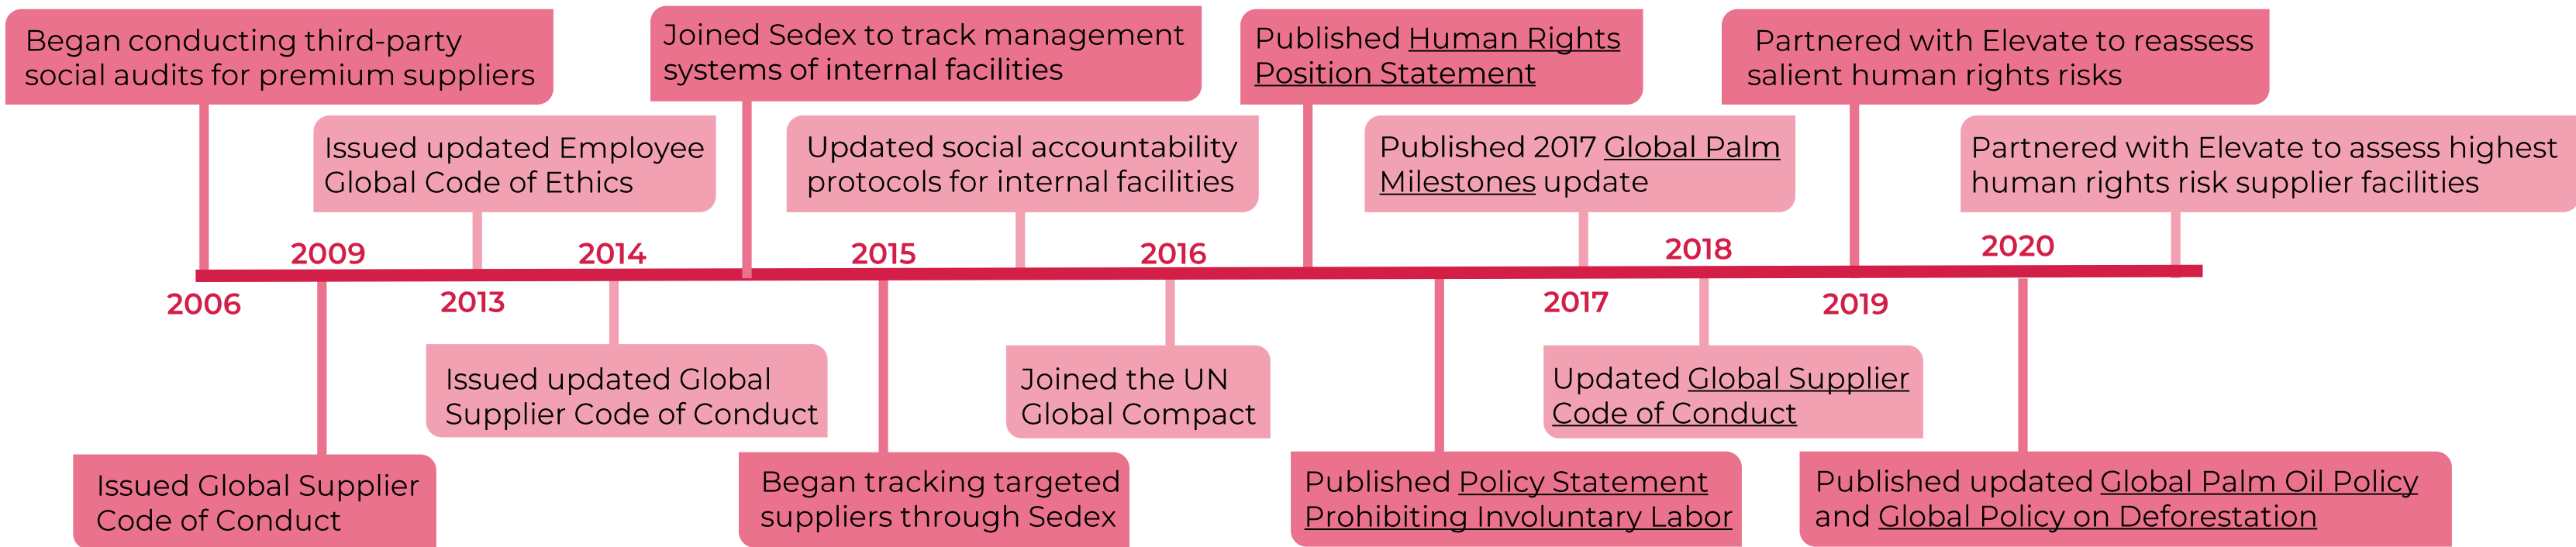 Began conducting third-party
social audits for premium suppliers
Joined Sedex to track management
systems of internal facilities
Published Human Rights
Position Statement
Partnered with Elevate to reassess
salient human rights risks
Issued updated Employee
Global Code of Ethics
Updated social accountability
protocols for internal facilities
Published 2017 Global Palm
Milestones update
Partnered with Elevate to assess highest
human rights risk supplier facilities
2009
2014
2015
2016
2018
2020
2006
2013
2017
2019
Issued updated Global
Supplier Code of Conduct
Joined the UN
Global Compact
Updated Global Supplier
Code of Conduct
Issued Global Supplier
Code of Conduct
Began tracking targeted
suppliers through Sedex
Published Policy Statement
Prohibiting Involuntary Labor
Published updated Global Palm Oil Policy
and Global Policy on Deforestation